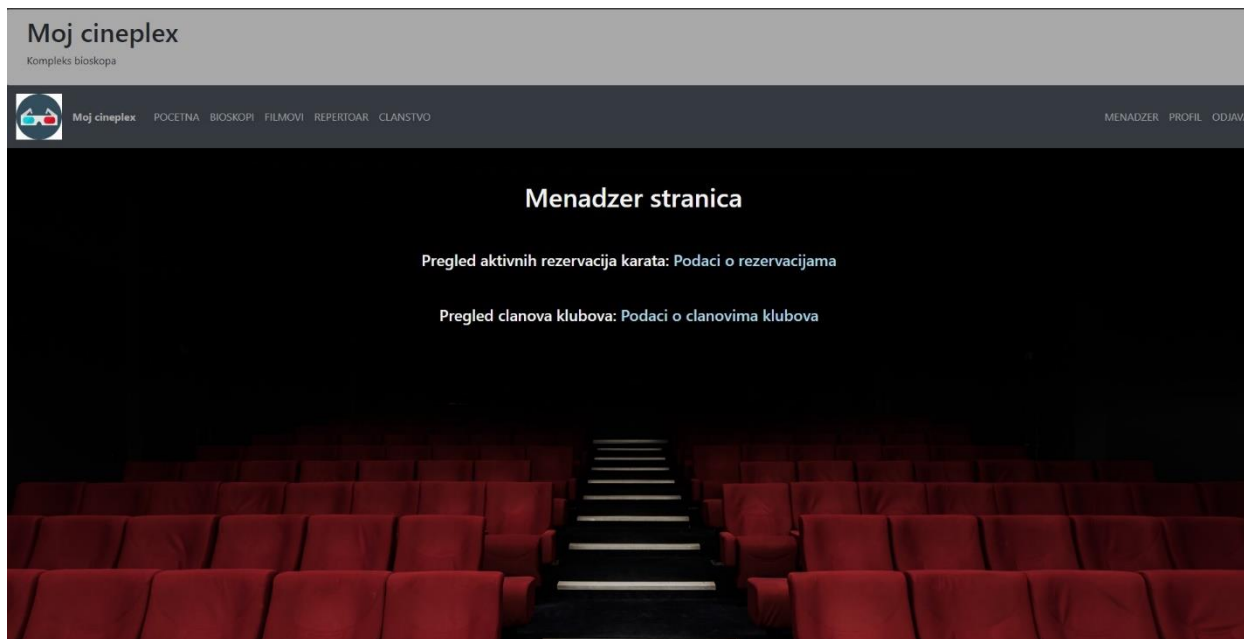 Moj cineplex
Kompleks bioskopa
Moj cineplex POCETNA BIOSKOPI FILMOVI REPERTOAR CLANSTVO MENADZER PROFIL ODJAVA
Menadzer stranica
Pregled aktivnih rezervacija karata: Podaci o rezervacijama
Pregled clanova klubova: Podaci o clanovima klubova